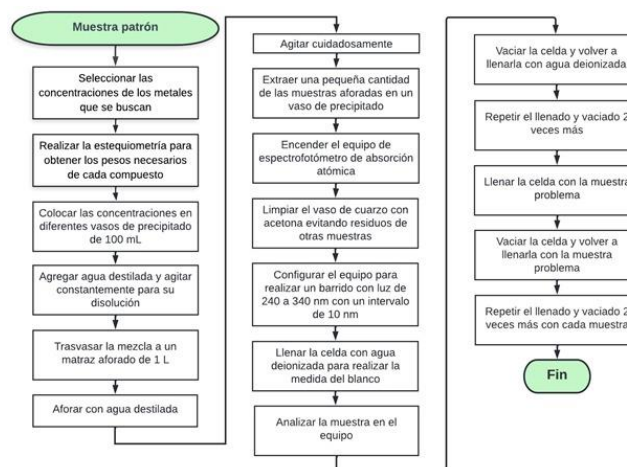 Muestra patrón
Seleccionar las
concentraciones de los metales
que se buscan
Realizar la estequiometría para
obtener los pesos necesarios
de cada compuesto
Colocar las concentraciones en
diferentes vasos de precipitado
de 100 mL
Agregar agua destilada y agitar
constantemente para su
disolución
Trasvasar la mezcla a un
matraz aforado de 1 L
Aforar con agua destilada
Agitar cuidadosamente
Extraer una pequeña cantidad
de las muestras aforadas en un
vaso de precipitado
Encender el equipo de
espectrofotómetro de absorción
atómica
Limpiar el vaso de cuarzo con
acetona evitando residuos de
otras muestras
Configurar el equipo para
realizar un barrido con luz de
240 a 340 nm con un intervalo
de 10 nm
Llenar la celda con agua
deionizada para realizar la
medida del blanco
Analizar la muestra en el
equipo
Vaciar la celda y volver a
llenarla con agua deionizada
Repetir el llenado y vaciado 2
veces más
Llenar la celda con la muestra
problema
Vaciar la celda y volver a
llenarla con la muestra
problema
Repetir el llenado y vaciado 2
veces más con cada muestra
Fin